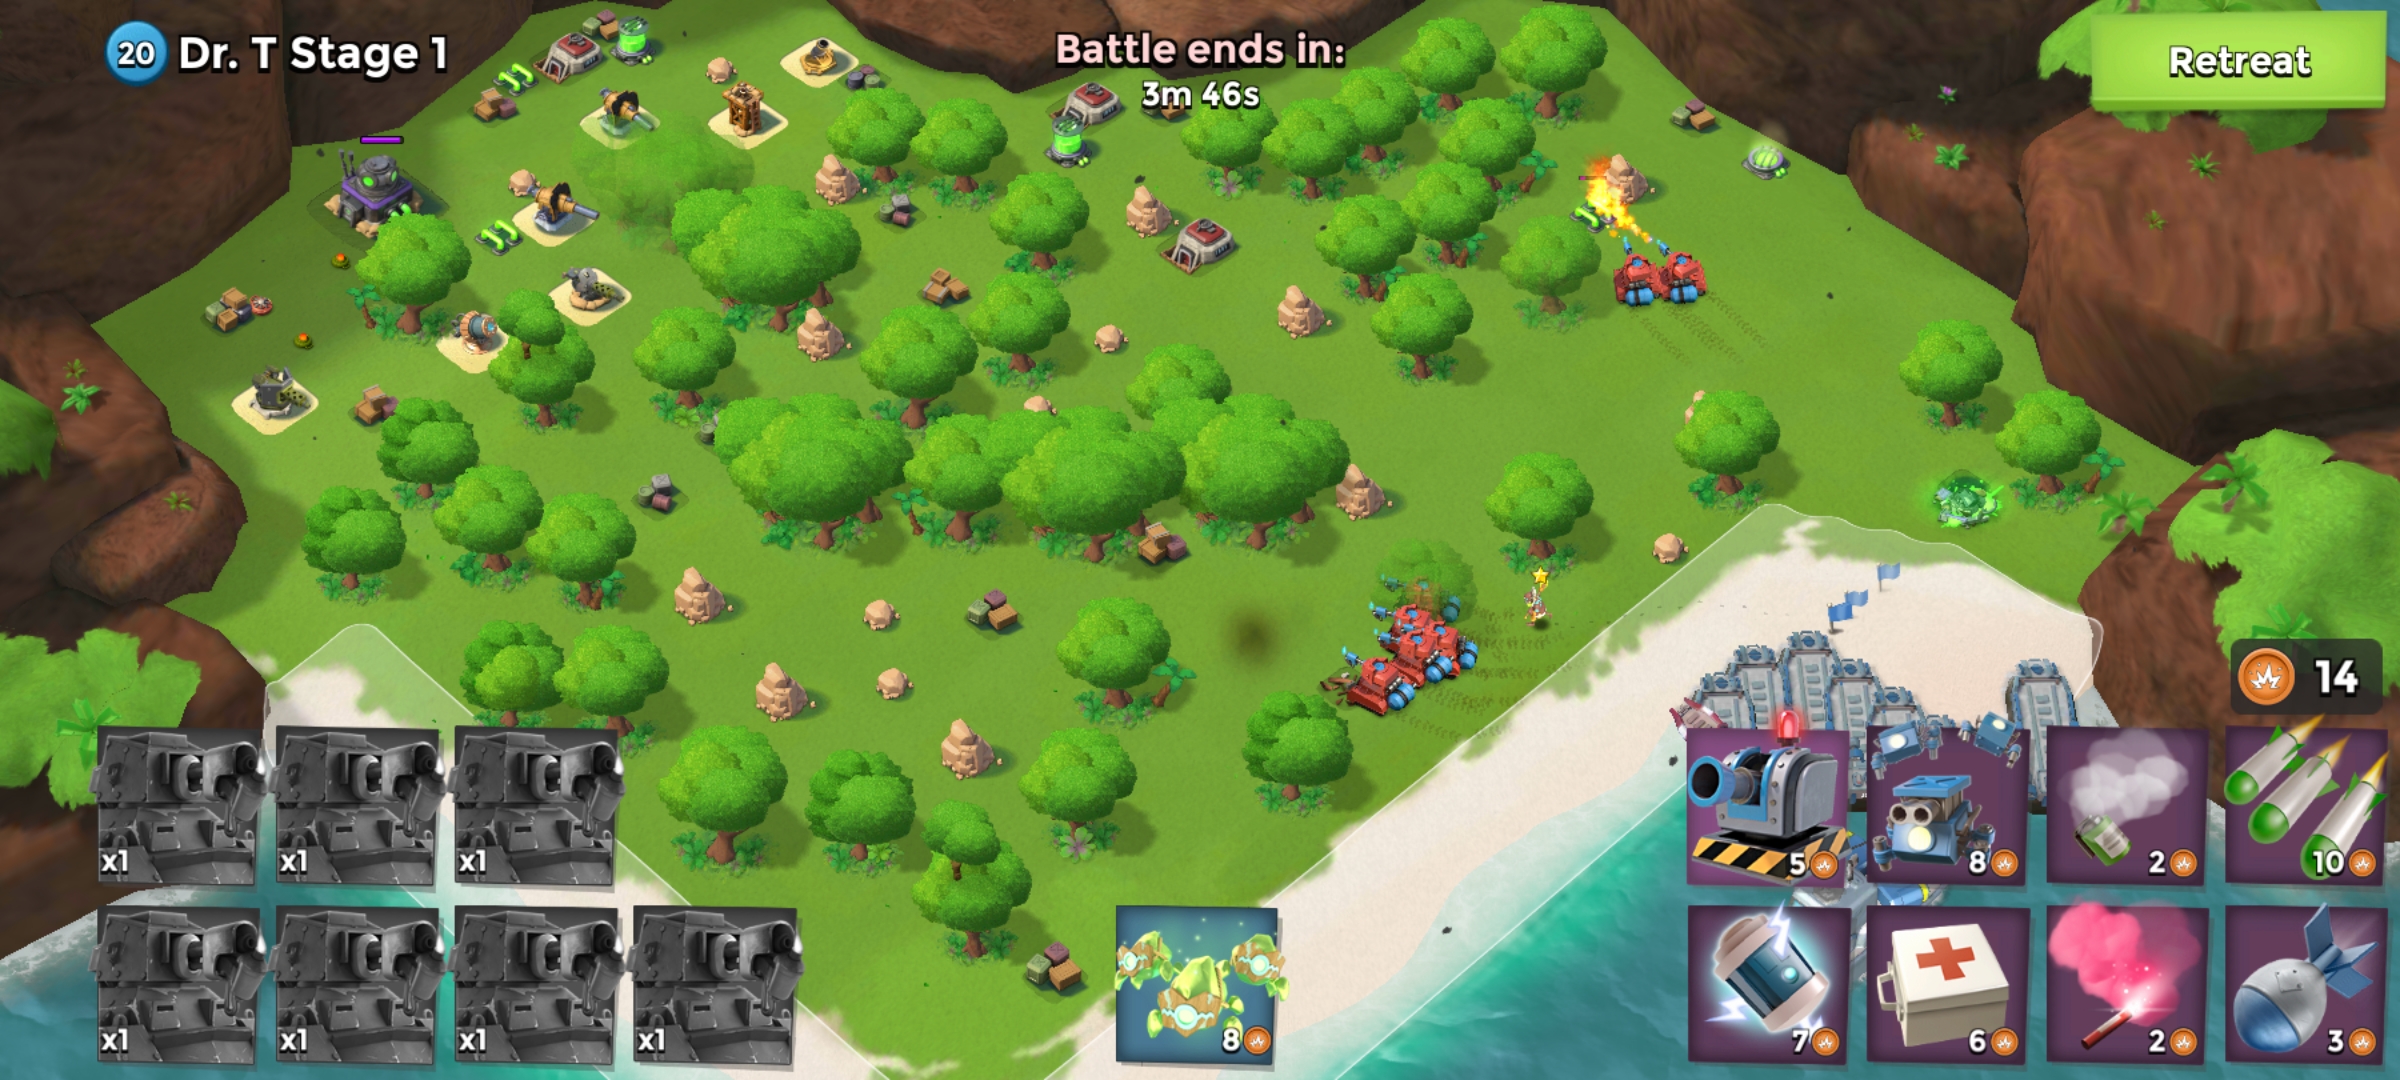 20 Dr. T Stage 1
Battle ends in:
3m 46s
Retreat
14
x1 x1 x1
5 8 2 10
x1 x1 x1 x1
8
7 6 2 3